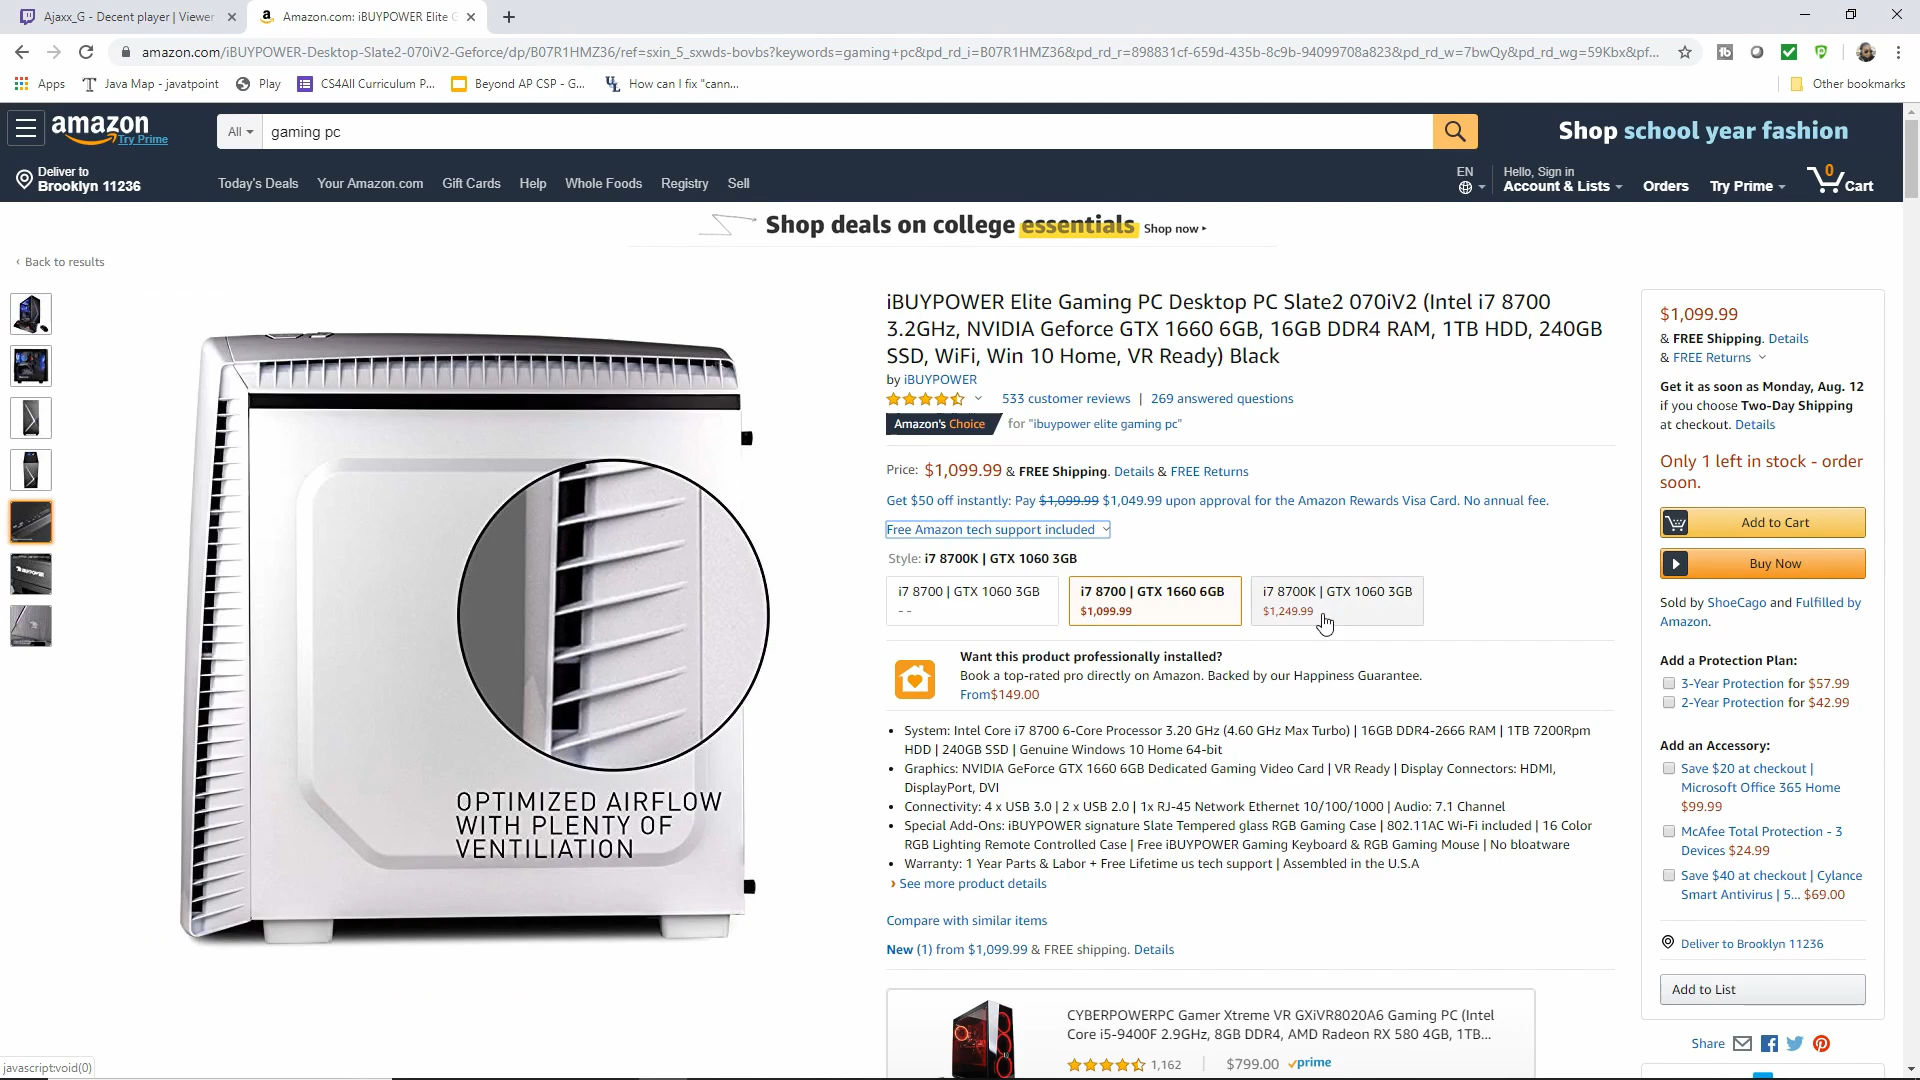 Ajaxx_G - Decent player | Viewer
Amazon.com: iBUYPOWER Elite G
amazon.com/iBUYPOWER-Desktop-Slate2-070iV2-Geforce/dp/B07R1HMZ36/ref=sxin_5_sxwds-bovbs?keywords=gaming+pc&pd_rd_i=B07R1HMZ36&pd_rd_r=898831cf-659d-435b-8c9b-94099708a823&pd_rd_w=7bwQy&pd_rd_wg=59Kbx&pf...
Apps
Java Map - javatpoint
Play
CS4All Curriculum P...
Beyond AP CSP - G...
How can I fix "cann...
Other bookmarks
amazon
Try Prime
All
gaming pc
Shop school year fashion
Deliver to
Brooklyn 11236
Today's Deals Your Amazon.com Gift Cards Help Whole Foods Registry Sell
EN
Hello, Sign in
Account & Lists
Orders
Try Prime
0
Cart
Shop deals on college essentials Shop now ▸
‹ Back to results
OPTIMIZED AIRFLOW
WITH PLENTY OF
VENTILIATION
iBUYPOWER Elite Gaming PC Desktop PC Slate2 070iV2 (Intel i7 8700
3.2GHz, NVIDIA Geforce GTX 1660 6GB, 16GB DDR4 RAM, 1TB HDD, 240GB
SSD, WiFi, Win 10 Home, VR Ready) Black
by iBUYPOWER
533 customer reviews | 269 answered questions
Amazon's Choice for "ibuypower elite gaming pc"
Price: $1,099.99 & FREE Shipping. Details & FREE Returns
Get $50 off instantly: Pay $1,099.99 $1,049.99 upon approval for the Amazon Rewards Visa Card. No annual fee.
Free Amazon tech support included
Style: i7 8700K | GTX 1060 3GB
i7 8700 | GTX 1060 3GB
- -
i7 8700 | GTX 1660 6GB
$1,099.99
i7 8700K | GTX 1060 3GB
$1,249.99
Want this product professionally installed?
Book a top-rated pro directly on Amazon. Backed by our Happiness Guarantee.
From$149.00
• System: Intel Core i7 8700 6-Core Processor 3.20 GHz (4.60 GHz Max Turbo) | 16GB DDR4-2666 RAM | 1TB 7200Rpm
HDD | 240GB SSD | Genuine Windows 10 Home 64-bit
• Graphics: NVIDIA GeForce GTX 1660 6GB Dedicated Gaming Video Card | VR Ready | Display Connectors: HDMI,
DisplayPort, DVI
• Connectivity: 4 x USB 3.0 | 2 x USB 2.0 | 1x RJ-45 Network Ethernet 10/100/1000 | Audio: 7.1 Channel
• Special Add-Ons: iBUYPOWER signature Slate Tempered glass RGB Gaming Case | 802.11AC Wi-Fi included | 16 Color
RGB Lighting Remote Controlled Case | Free iBUYPOWER Gaming Keyboard & RGB Gaming Mouse | No bloatware
• Warranty: 1 Year Parts & Labor + Free Lifetime us tech support | Assembled in the U.S.A
› See more product details
Compare with similar items
New (1) from $1,099.99 & FREE shipping. Details
CYBERPOWERPC Gamer Xtreme VR GXiVR8020A6 Gaming PC (Intel
Core i5-9400F 2.9GHz, 8GB DDR4, AMD Radeon RX 580 4GB, 1TB...
1,162 | $799.00 prime
$1,099.99
& FREE Shipping. Details
& FREE Returns
Get it as soon as Monday, Aug. 12
if you choose Two-Day Shipping
at checkout. Details
Only 1 left in stock - order
soon.
Add to Cart
Buy Now
Sold by ShoeCago and Fulfilled by
Amazon.
Add a Protection Plan:
3-Year Protection for $57.99
2-Year Protection for $42.99
Add an Accessory:
Save $20 at checkout |
Microsoft Office 365 Home
$99.99
McAfee Total Protection - 3
Devices $24.99
Save $40 at checkout | Cylance
Smart Antivirus | 5... $69.00
Deliver to Brooklyn 11236
Add to List
Share
javascript:void(0)